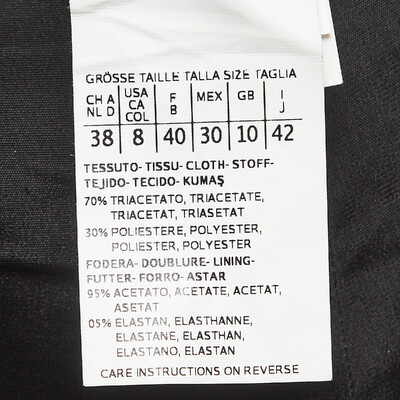 GRÖSSE TAILLE TALLA SIZE TAGLIA
CH A NL D | USA CA COL | F B | MEX | GB | I J
38 | 8 | 40 | 30 | 10 | 42
TESSUTO- TISSU- CLOTH- STOFF-
TEJIDO- TECIDO- KUMAŞ
70% TRIACETATO, TRIACETATE,
TRIACETAT, TRIASETAT
30% POLIESTERE, POLYESTER,
POLIESTER, POLYESTER
FODERA- DOUBLURE- LINING-
FUTTER- FORRO- ASTAR
95% ACETATO, ACETATE, ACETAT,
ASETAT
05% ELASTAN, ELASTHANNE,
ELASTANE, ELASTHAN,
ELASTANO, ELASTAN
CARE INSTRUCTIONS ON REVERSE